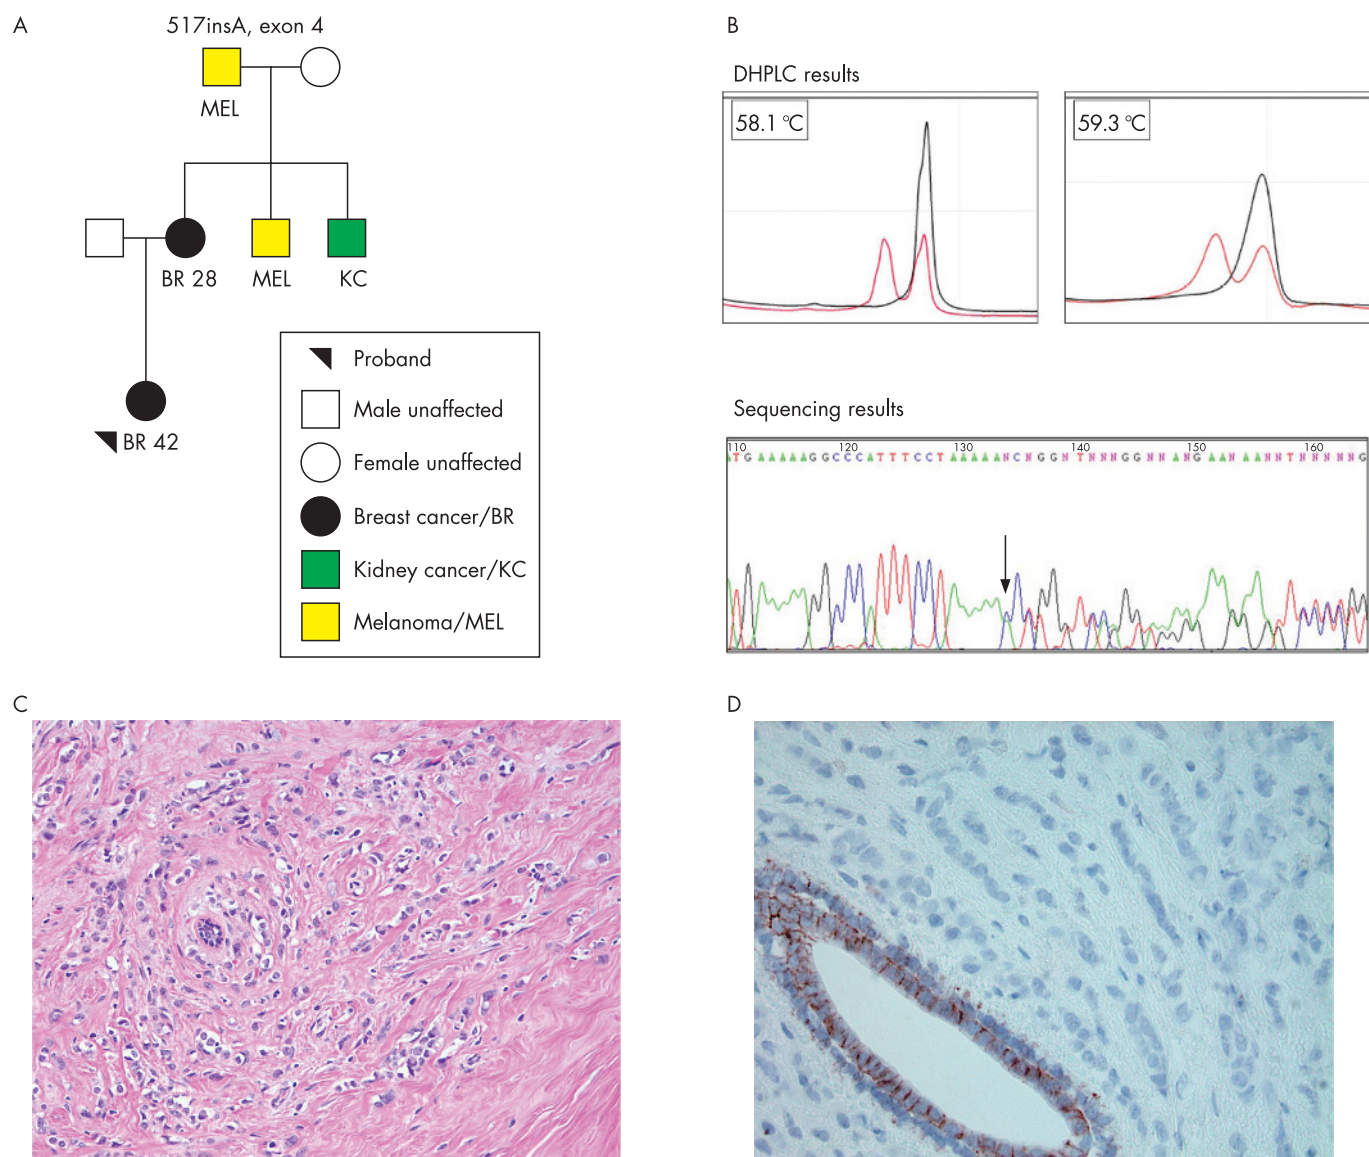 A
517insA, exon 4
MEL
BR 28
MEL
KC
BR 42
Proband
Male unaffected
Female unaffected
Breast cancer/BR
Kidney cancer/KC
Melanoma/MEL
B
DHPLC results
58.1 °C
59.3 °C
Sequencing results
110 120 130 140 150 160
ATGAAAAAGGCCCATTTCCTAAAAANCNGGNTNNNGGNNANGAANAANNTNNNNNG
C
D